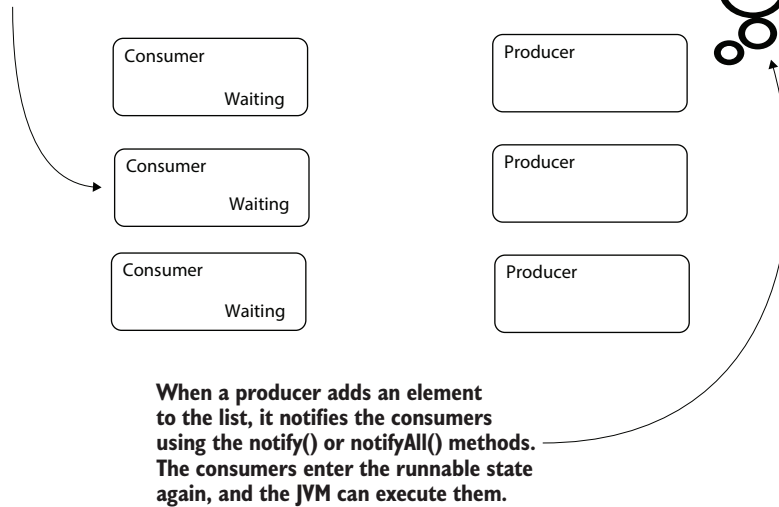 Consumer
Waiting
Producer
Consumer
Waiting
Producer
Consumer
Waiting
Producer
When a producer adds an element
to the list, it notifies the consumers
using the notify() or notifyAll() methods.
The consumers enter the runnable state
again, and the JVM can execute them.